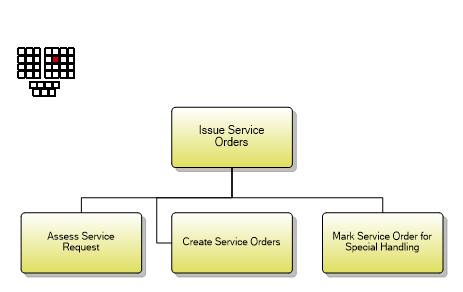 Issue Service
Orders
Assess Service
Request
Create Service Orders
Mark Service Order for
Special Handling